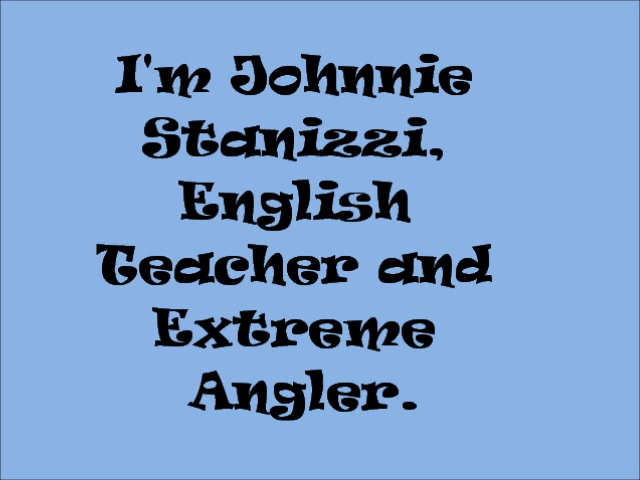 I'm Johnnie
Stanizzi,
English
Teacher and
Extreme
Angler.